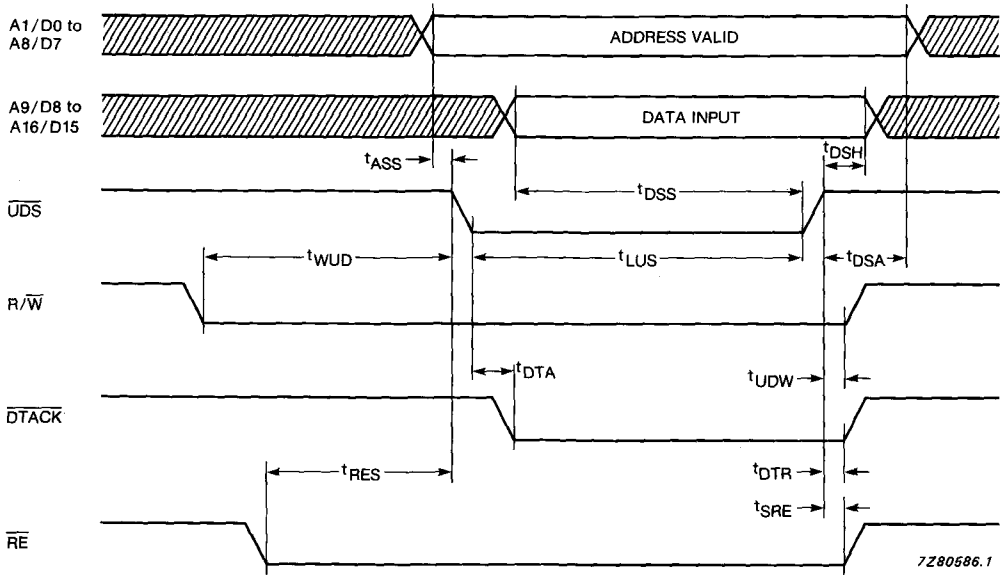 A1/D0 to
A8/D7
ADDRESS VALID
A9/D8 to
A16/D15
DATA INPUT
tASS
tDSH
UDS
tDSS
tWUD
tLUS
tDSA
R/W
tDTA
tUDW
DTACK
tRES
tDTR
tSRE
RE
7Z80586.1